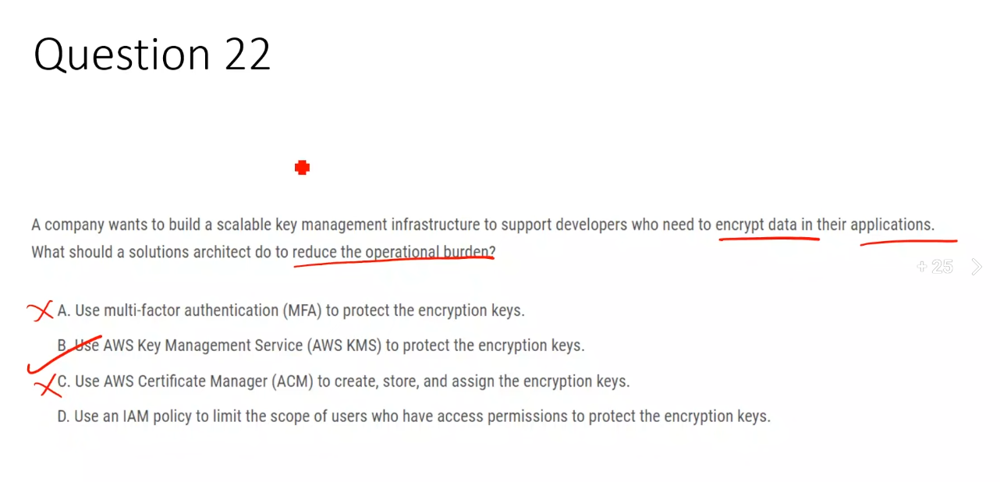 Question 22
A company wants to build a scalable key management infrastructure to support developers who need to encrypt data in their applications.
What should a solutions architect do to reduce the operational burden?
+ 25
A. Use multi-factor authentication (MFA) to protect the encryption keys.
B. Use AWS Key Management Service (AWS KMS) to protect the encryption keys.
C. Use AWS Certificate Manager (ACM) to create, store, and assign the encryption keys.
D. Use an IAM policy to limit the scope of users who have access permissions to protect the encryption keys.